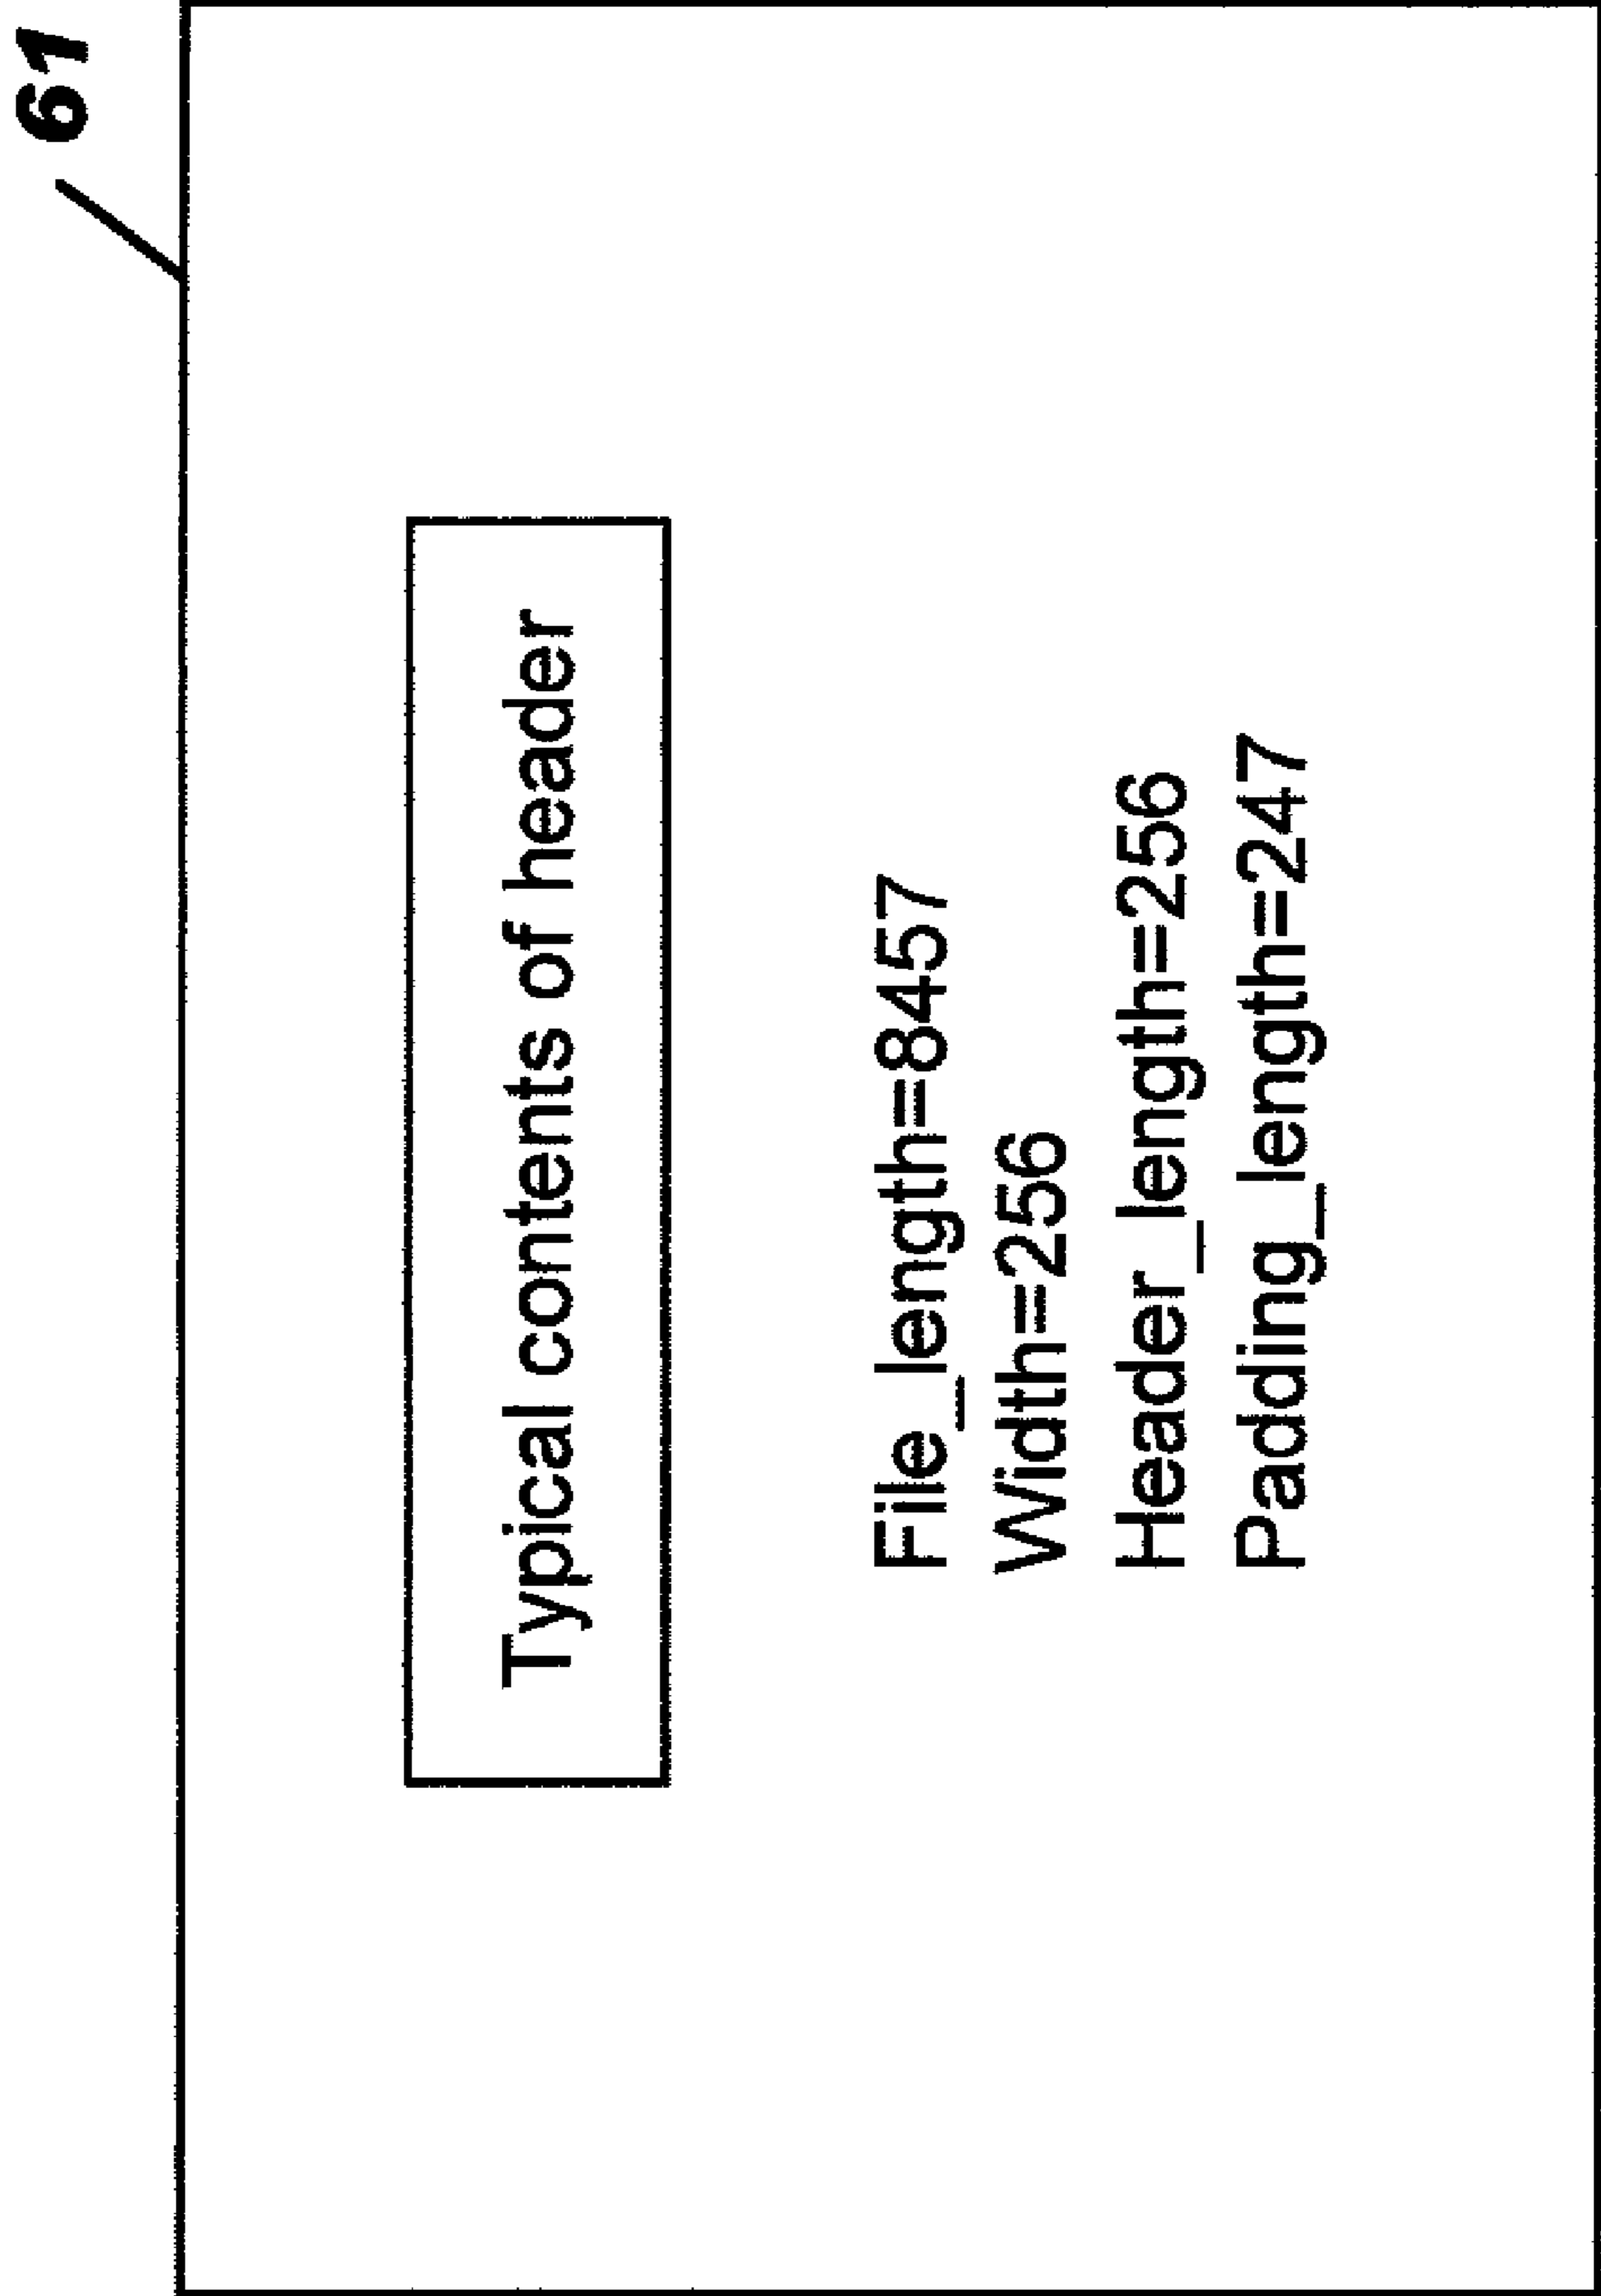 61
Typical contents of header
File_length=8457
Width=256
Header_length=256
Padding_length=247